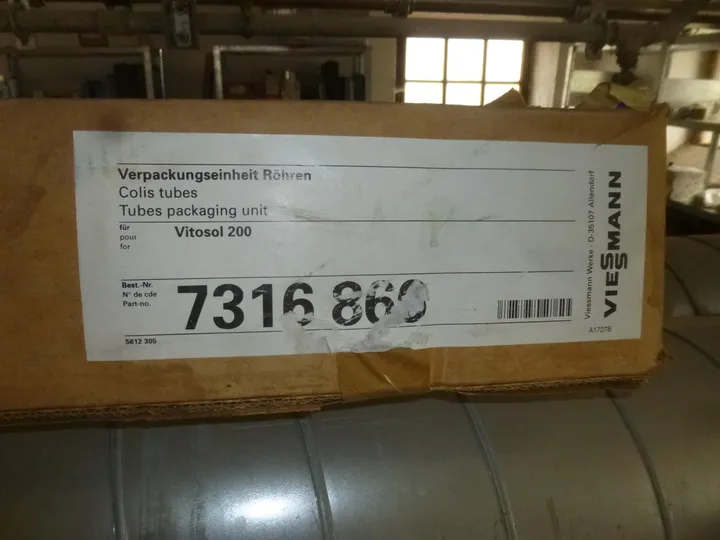 Verpackungseinheit Röhren
Colis tubes
Tubes packaging unit
für
pour
for
Vitosol 200
Best.-Nr.
N° de cde
Part-no.
7316
5612 305
A1727B
Viessmann Werke · D-35107 Allendorf
VIESSMANN